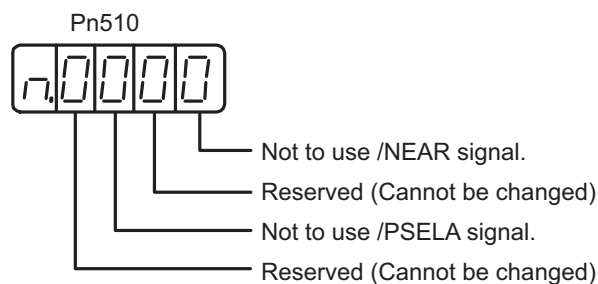 Pn510
n.0000
Not to use /NEAR signal.
Reserved (Cannot be changed)
Not to use /PSELA signal.
Reserved (Cannot be changed)